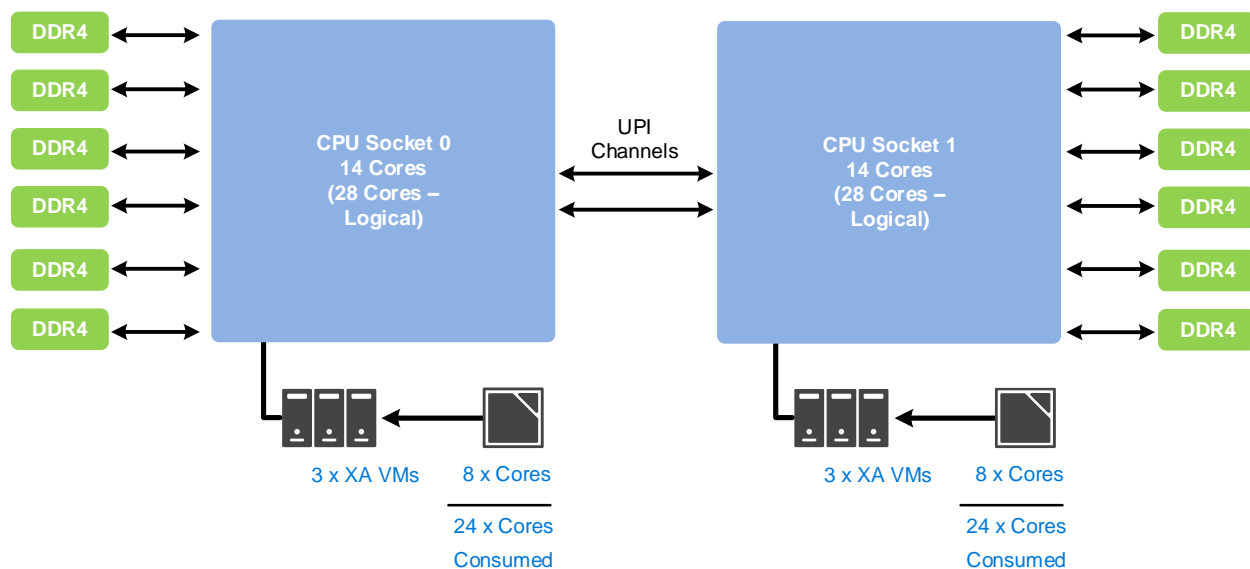 DDR4
DDR4
DDR4
DDR4
DDR4
DDR4
CPU Socket 0
14 Cores
(28 Cores –
Logical)
UPI
Channels
CPU Socket 1
14 Cores
(28 Cores –
Logical)
DDR4
DDR4
DDR4
DDR4
DDR4
DDR4
3 x XA VMs
8 x Cores
24 x Cores
Consumed
3 x XA VMs
8 x Cores
24 x Cores
Consumed